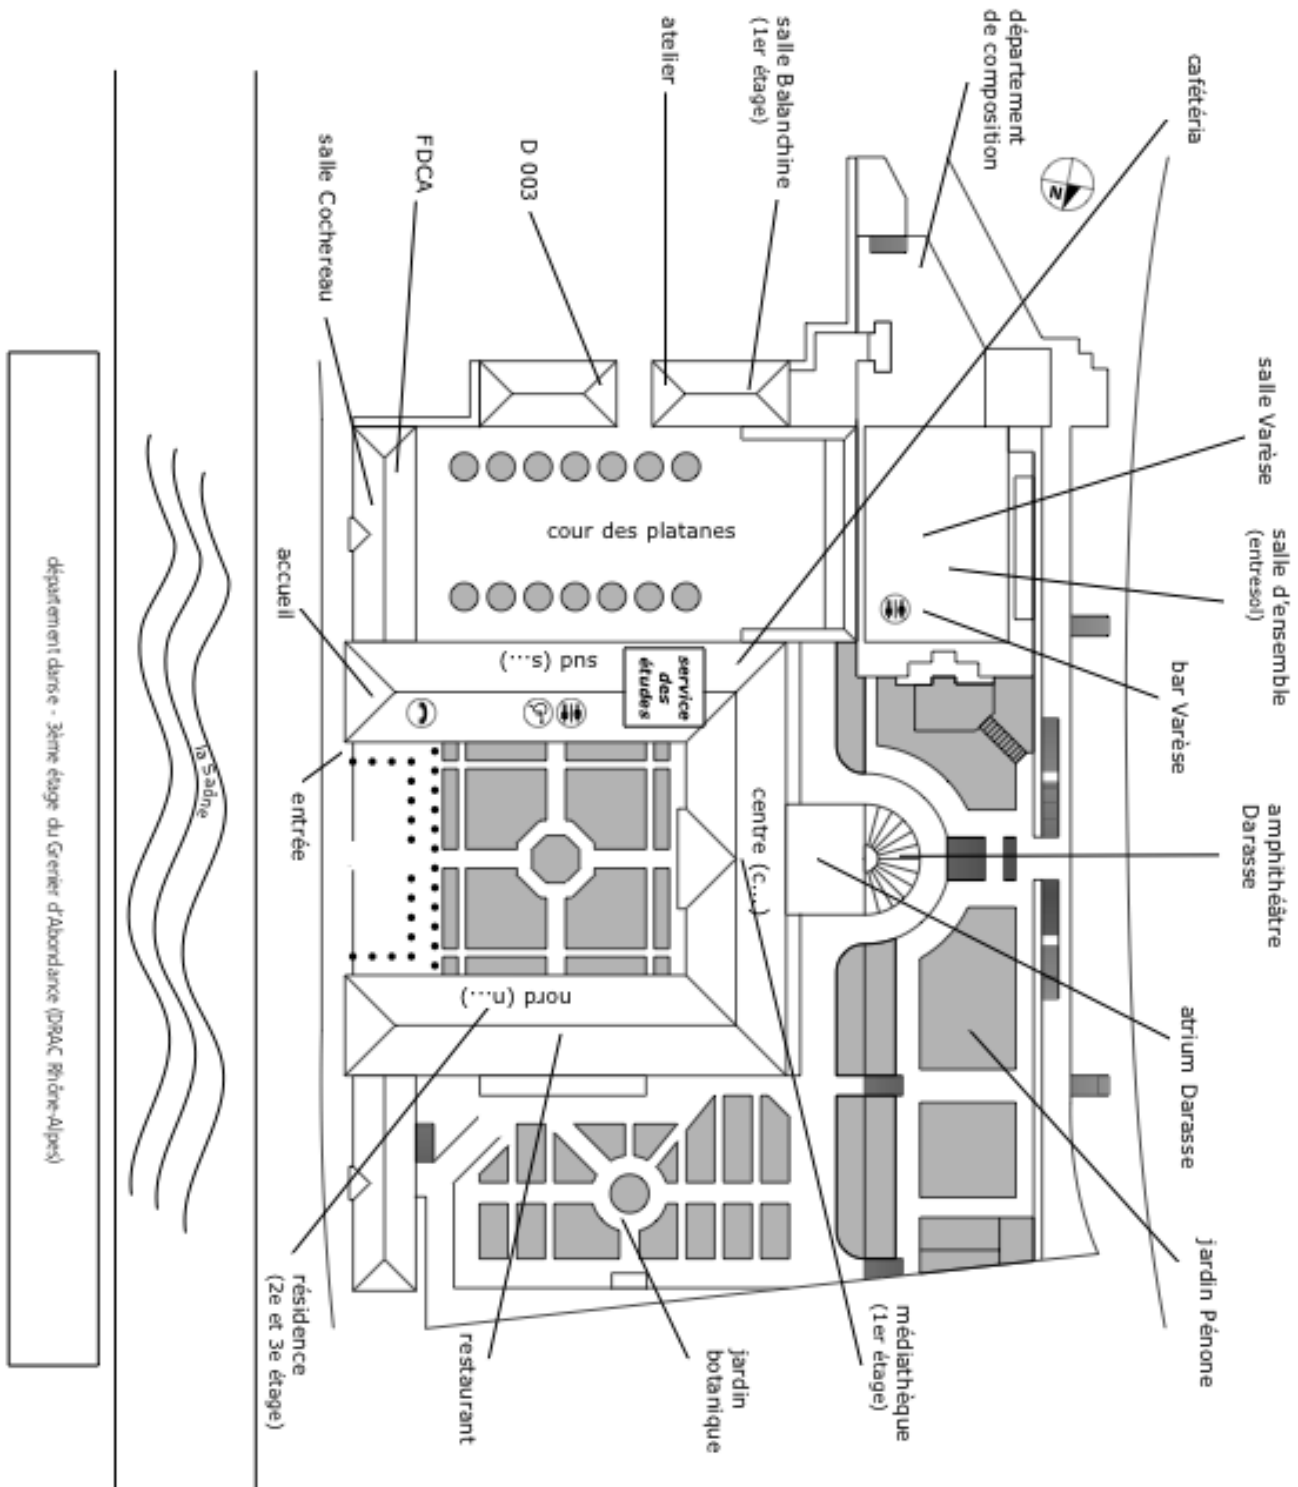 département
de composition
cafétéria
salle Balanchine
(1er étage)
atelier
D 003
FDCA
salle Cochereau
N
salle Varèse
salle d'ensemble
(entresol)
bar Varèse
amphithéâtre
Darasse
atrium Darasse
jardin Pénone
cour des platanes
accueil
entrée
sud (s...)
service
des
études
centre (c...)
nord (n...)
médiathèque
(1er étage)
jardin
botanique
restaurant
résidence
(2e et 3e étage)
la Saône
département danse - 3ème étage du Grenier d'Abondance (DRAC Rhône-Alpes)